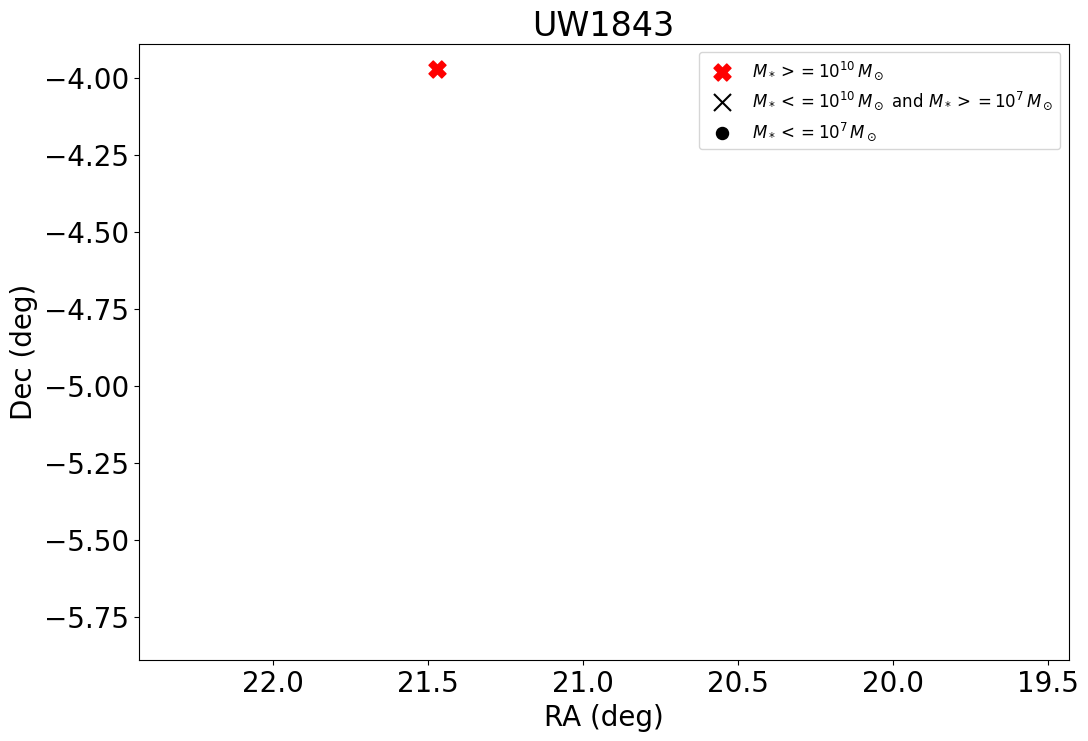 UW1843
M* >= 10^10 M⊙
M* <= 10^10 M⊙ and M* >= 10^7 M⊙
M* <= 10^7 M⊙
−4.00
−4.25
−4.50
−4.75
−5.00
−5.25
−5.50
−5.75
Dec (deg)
22.0 21.5 21.0 20.5 20.0 19.5
RA (deg)